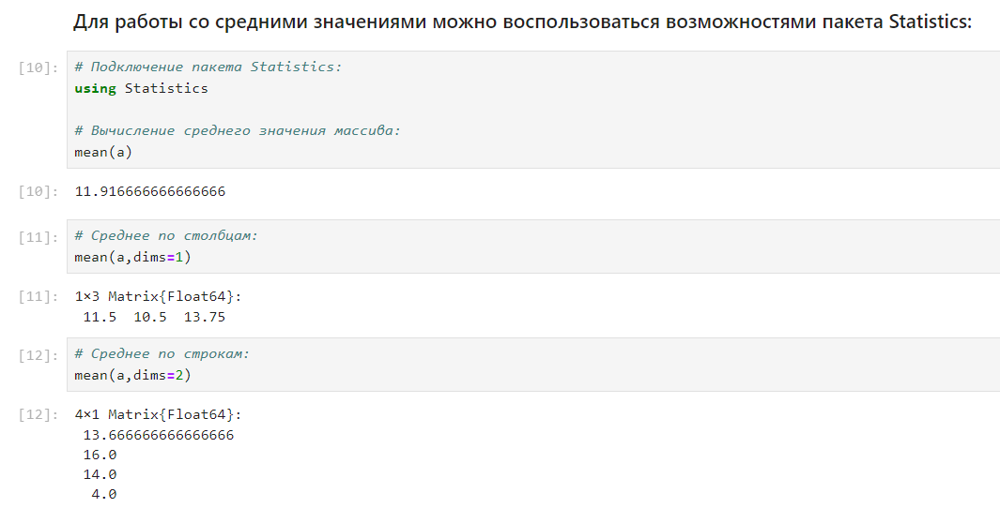 Для работы со средними значениями можно воспользоваться возможностями пакета Statistics:
[10]: # Подключение пакета Statistics:
using Statistics
# Вычисление среднего значения массива:
mean(a)
[10]: 11.916666666666666
[11]: # Среднее по столбцам:
mean(a,dims=1)
[11]: 1×3 Matrix{Float64}:
11.5 10.5 13.75
[12]: # Среднее по строкам:
mean(a,dims=2)
[12]: 4×1 Matrix{Float64}:
13.666666666666666
16.0
14.0
4.0